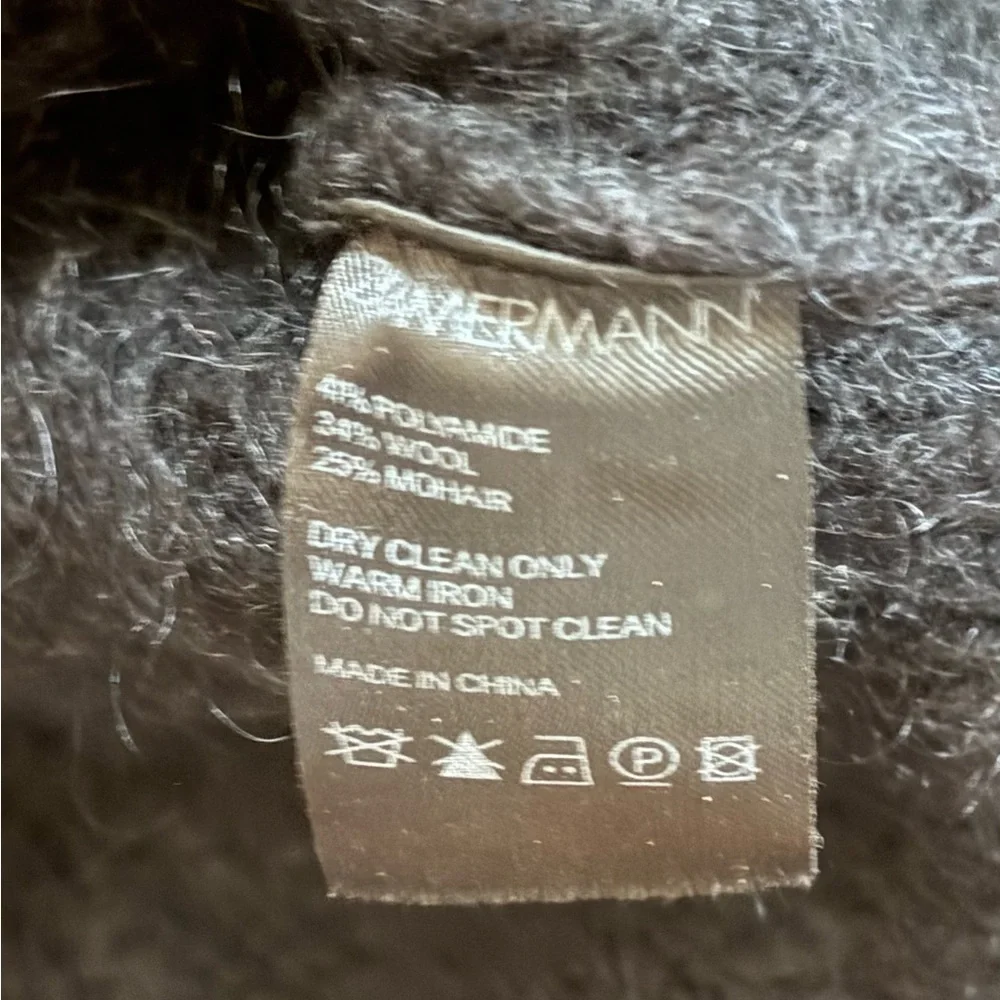 41% POLYAMIDE
34% WOOL
25% MOHAIR
DRY CLEAN ONLY
WARM IRON
DO NOT SPOT CLEAN
MADE IN CHINA
P